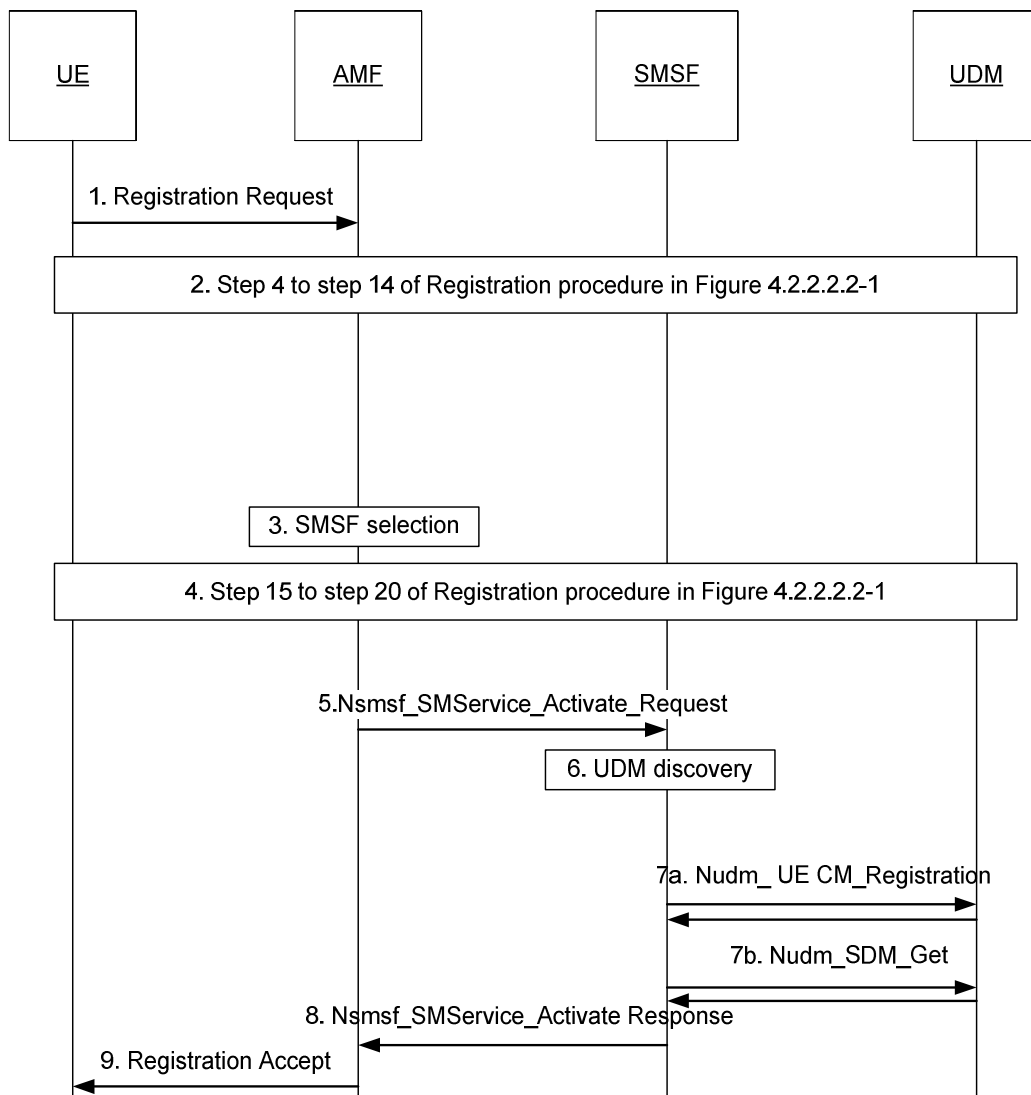 UE
AMF
SMSF
UDM
1. Registration Request
2. Step 4 to step 14 of Registration procedure in Figure 4.2.2.2.2-1
3. SMSF selection
4. Step 15 to step 20 of Registration procedure in Figure 4.2.2.2.2-1
5.Nsmsf_SMService_Activate_Request
6. UDM discovery
7a. Nudm_ UE CM_Registration
7b. Nudm_SDM_Get
8. Nsmsf_SMService_Activate Response
9. Registration Accept